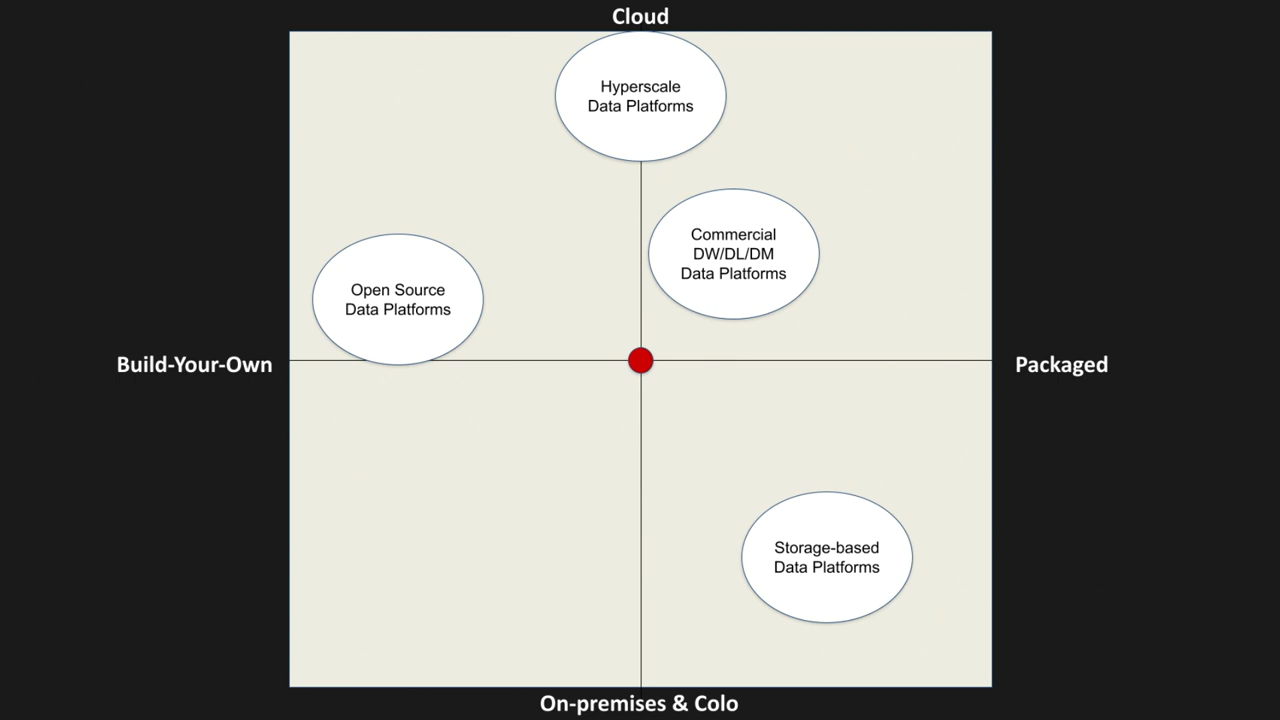 Cloud
Hyperscale
Data Platforms
Commercial
DW/DL/DM
Data Platforms
Open Source
Data Platforms
Build-Your-Own
Packaged
Storage-based
Data Platforms
On-premises & Colo